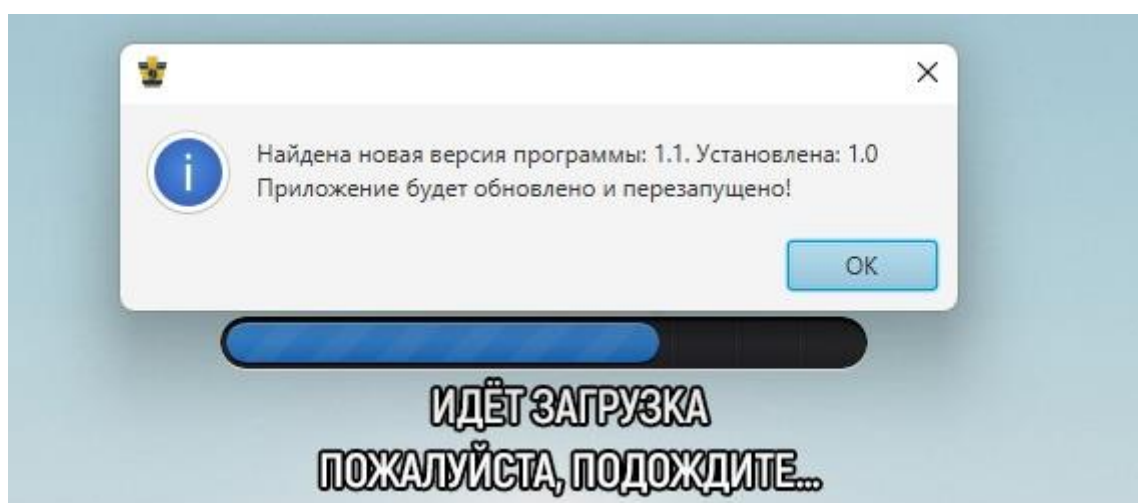 Найдена новая версия программы: 1.1. Установлена: 1.0
Приложение будет обновлено и перезапущено!
OK
ИДЁТ ЗАГРУЗКА
ПОЖАЛУЙСТА, ПОДОЖДИТЕ...